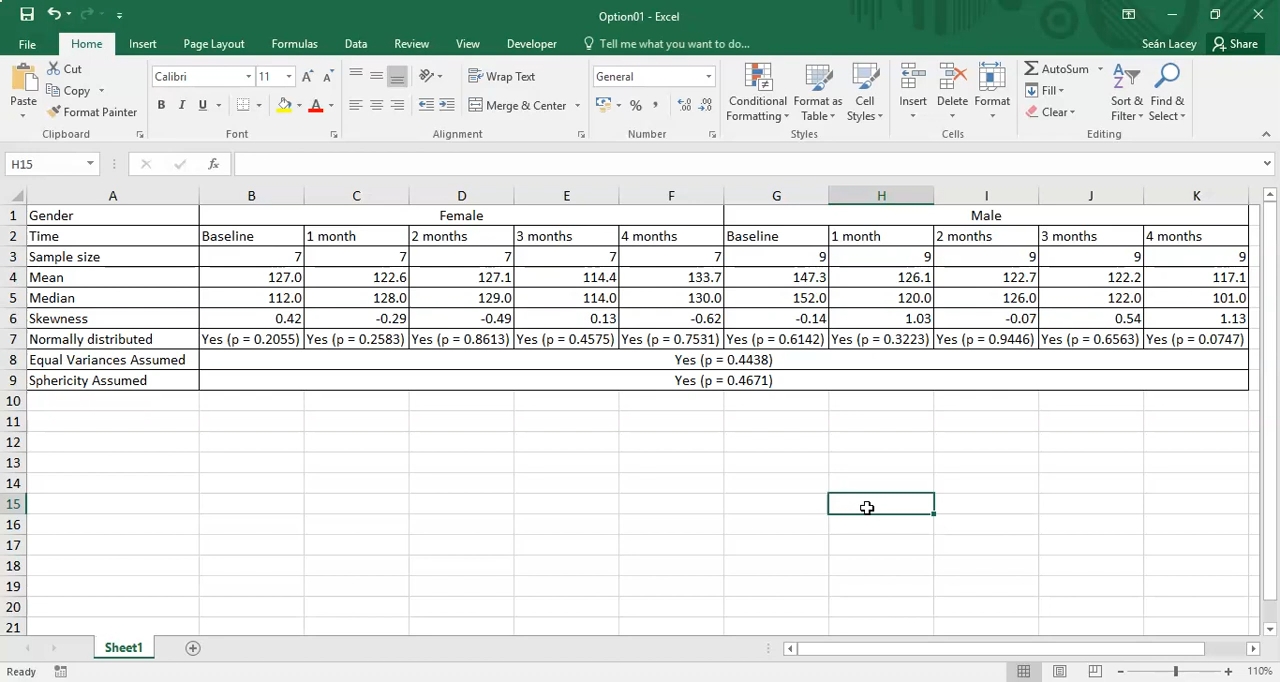 Option01 - Excel
File Home Insert Page Layout Formulas Data Review View Developer Tell me what you want to do... Seán Lacey Share
Cut
Copy
Format Painter
Paste
Clipboard
Calibri 11
B I U
Font
Wrap Text
Merge & Center
Alignment
General
Number
Conditional Formatting
Format as Table
Cell Styles
Styles
Insert Delete Format
Cells
AutoSum
Fill
Clear
Sort & Filter
Find & Select
Editing
H15 fx
A B C D E F G H I J K
1 Gender Female Male
2 Time Baseline 1 month 2 months 3 months 4 months Baseline 1 month 2 months 3 months 4 months
3 Sample size 7 7 7 7 7 9 9 9 9 9
4 Mean 127.0 122.6 127.1 114.4 133.7 147.3 126.1 122.7 122.2 117.1
5 Median 112.0 128.0 129.0 114.0 130.0 152.0 120.0 126.0 122.0 101.0
6 Skewness 0.42 -0.29 -0.49 0.13 -0.62 -0.14 1.03 -0.07 0.54 1.13
7 Normally distributed Yes (p = 0.2055) Yes (p = 0.2583) Yes (p = 0.8613) Yes (p = 0.4575) Yes (p = 0.7531) Yes (p = 0.6142) Yes (p = 0.3223) Yes (p = 0.9446) Yes (p = 0.6563) Yes (p = 0.0747)
8 Equal Variances Assumed Yes (p = 0.4438)
9 Sphericity Assumed Yes (p = 0.4671)
10
11
12
13
14
15
16
17
18
19
20
21
Sheet1
Ready 110%